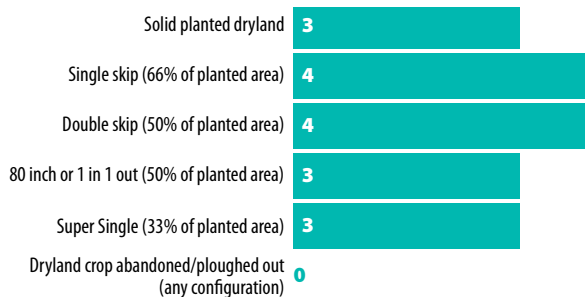 Solid planted dryland 3
Single skip (66% of planted area) 4
Double skip (50% of planted area) 4
80 inch or 1 in 1 out (50% of planted area) 3
Super Single (33% of planted area) 3
Dryland crop abandoned/ploughed out
(any configuration) 0